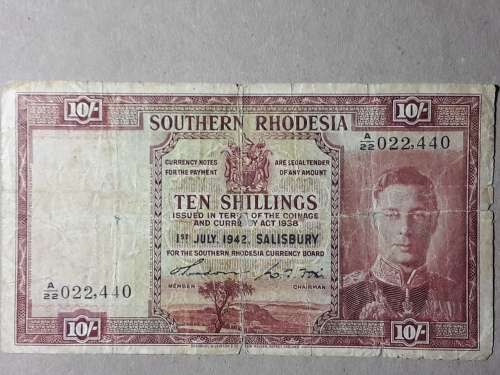 10/- 10/-
SOUTHERN RHODESIA
A/22 022,440
CURRENCY NOTES ARE LEGAL TENDER
FOR THE PAYMENT OF ANY AMOUNT
TEN SHILLINGS
ISSUED IN TERMS OF THE COINAGE
AND CURRENCY ACT 1938
1ST JULY, 1942, SALISBURY
FOR THE SOUTHERN RHODESIA CURRENCY BOARD
A/22 022,440
MEMBER CHAIRMAN
10/- 10/-